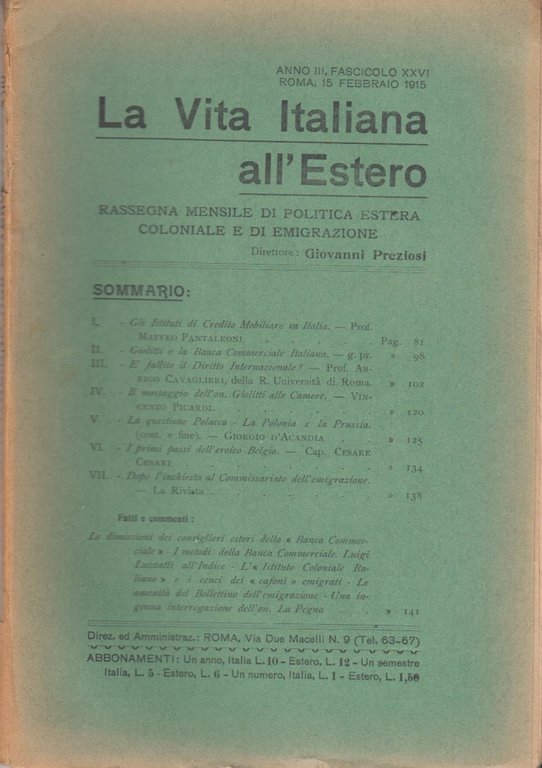 ANNO III, FASCICOLO XXVI
ROMA, 15 FEBBRAIO 1915
La Vita Italiana
all'Estero
RASSEGNA MENSILE DI POLITICA ESTERA
COLONIALE E DI EMIGRAZIONE
Direttore: Giovanni Preziosi
SOMMARIO:
I. - Gli Istituti di Credito Mobiliare in Italia. — Prof.
MAFFEO PANTALEONI . . . . . Pag. 81
II. - Giolitti e la Banca Commerciale Italiana. — g. pr. » 98
III. - E' fallito il Diritto Internazionale? — Prof. AR-
RIGO CAVAGLIERI, della R. Università di Roma. » 102
IV. - Il messaggio dell'on. Giolitti alle Camere. — VIN-
CENZO PICARDI. . . . . . » 120
V. - La questione Polacca - La Polonia e la Prussia.
(cont. e fine). — GIORGIO D'ACANDIA . . » 125
VI. - I primi passi dell'eroico Belgio. — Cap. CESARE
CESARI . . . . . . » 134
VII. - Dopo l'inchiesta al Commissariato dell'emigrazione.
— La Rivista . . . . . . » 138
Fatti e commenti:
Le dimissioni dei consiglieri esteri della « Banca Commer-
ciale » - I metodi della Banca Commerciale. Luigi
Luzzatti all'Indice - L'« Istituto Coloniale Ita-
liano » e i cenci dei « cafoni » emigrati - Le
amenità del Bollettino dell'emigrazione - Una in-
genua interrogazione dell'on. La Pegna . . . » 141
Direz. ed Amministraz.: ROMA, Via Due Macelli N. 9 (Tel. 63-67)
ABBONAMENTI: Un anno, Italia L. 10 - Estero, L. 12 - Un semestre
Italia, L. 5 - Estero, L. 6 - Un numero, Italia, L. 1 - Estero, L. 1,50